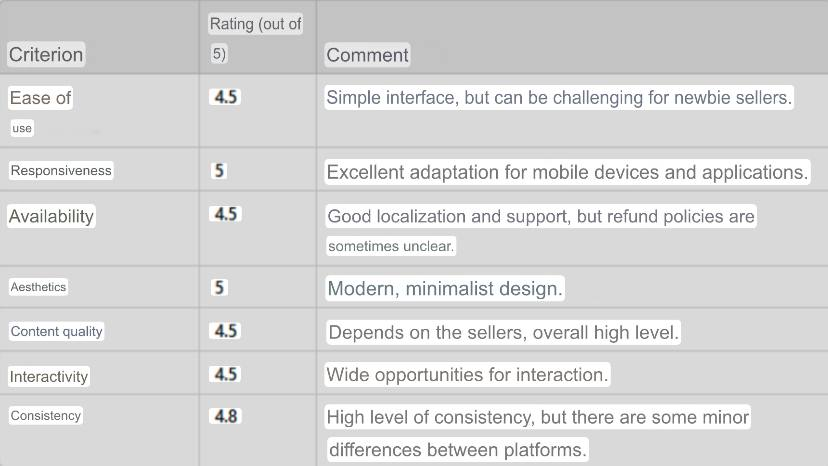 Criterion
Rating (out of
5)
Comment
Ease of
use
4.5
Simple interface, but can be challenging for newbie sellers.
Responsiveness
5
Excellent adaptation for mobile devices and applications.
Availability
4.5
Good localization and support, but refund policies are
sometimes unclear.
Aesthetics
5
Modern, minimalist design.
Content quality
4.5
Depends on the sellers, overall high level.
Interactivity
4.5
Wide opportunities for interaction.
Consistency
4.8
High level of consistency, but there are some minor
differences between platforms.